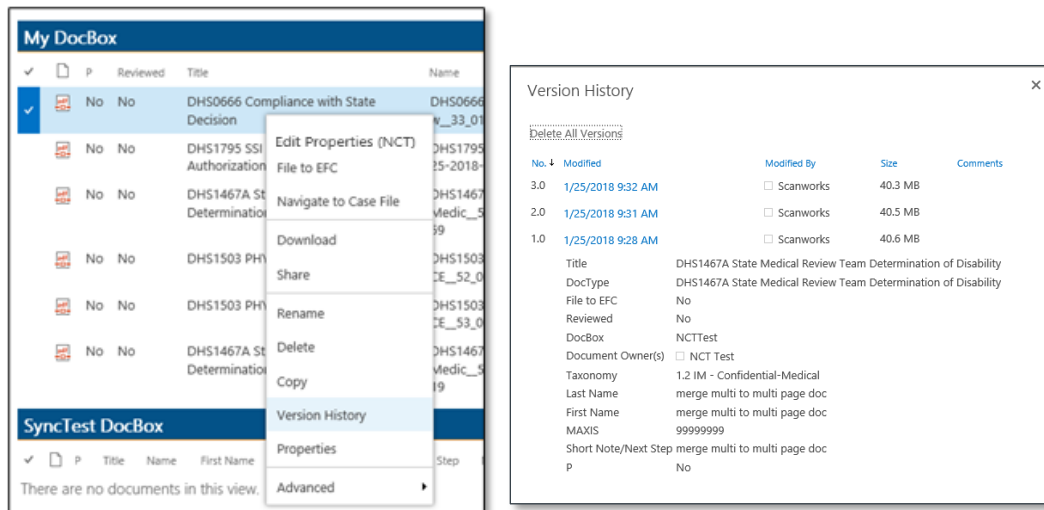 My DocBox
P Reviewed Title Name
No No DHS0666 Compliance with State DHS0666
Decision w__33_01
No No DHS1795 SSI DHS1795
Authorization 25-2018-
No No DHS1467A St DHS1467
Determination Medic__5
59
No No DHS1503 PHY DHS1503
CE__52_0
No No DHS1503 PHY DHS1503
CE__53_0
No No DHS1467A St DHS1467
Determination Medic__5
19
Edit Properties (NCT)
File to EFC
Navigate to Case File
Download
Share
Rename
Delete
Copy
Version History
Properties
Advanced
SyncTest DocBox
P Title Name First Name Step
There are no documents in this view.
Version History
Delete All Versions
No. Modified Modified By Size Comments
3.0 1/25/2018 9:32 AM Scanworks 40.3 MB
2.0 1/25/2018 9:31 AM Scanworks 40.5 MB
1.0 1/25/2018 9:28 AM Scanworks 40.6 MB
Title DHS1467A State Medical Review Team Determination of Disability
DocType DHS1467A State Medical Review Team Determination of Disability
File to EFC No
Reviewed No
DocBox NCTTest
Document Owner(s) NCT Test
Taxonomy 1.2 IM - Confidential-Medical
Last Name merge multi to multi page doc
First Name merge multi to multi page doc
MAXIS 99999999
Short Note/Next Step merge multi to multi page doc
P No